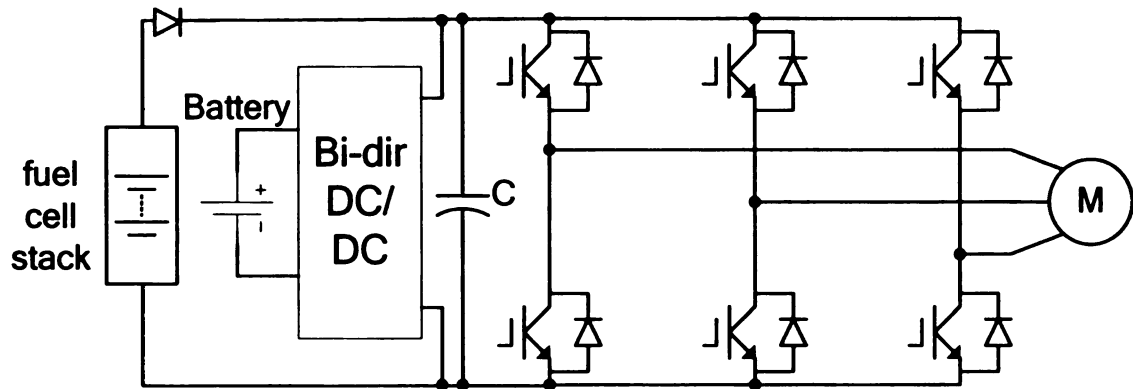 Battery
fuel
cell
stack
+
-
Bi-dir
DC/
DC
C
M